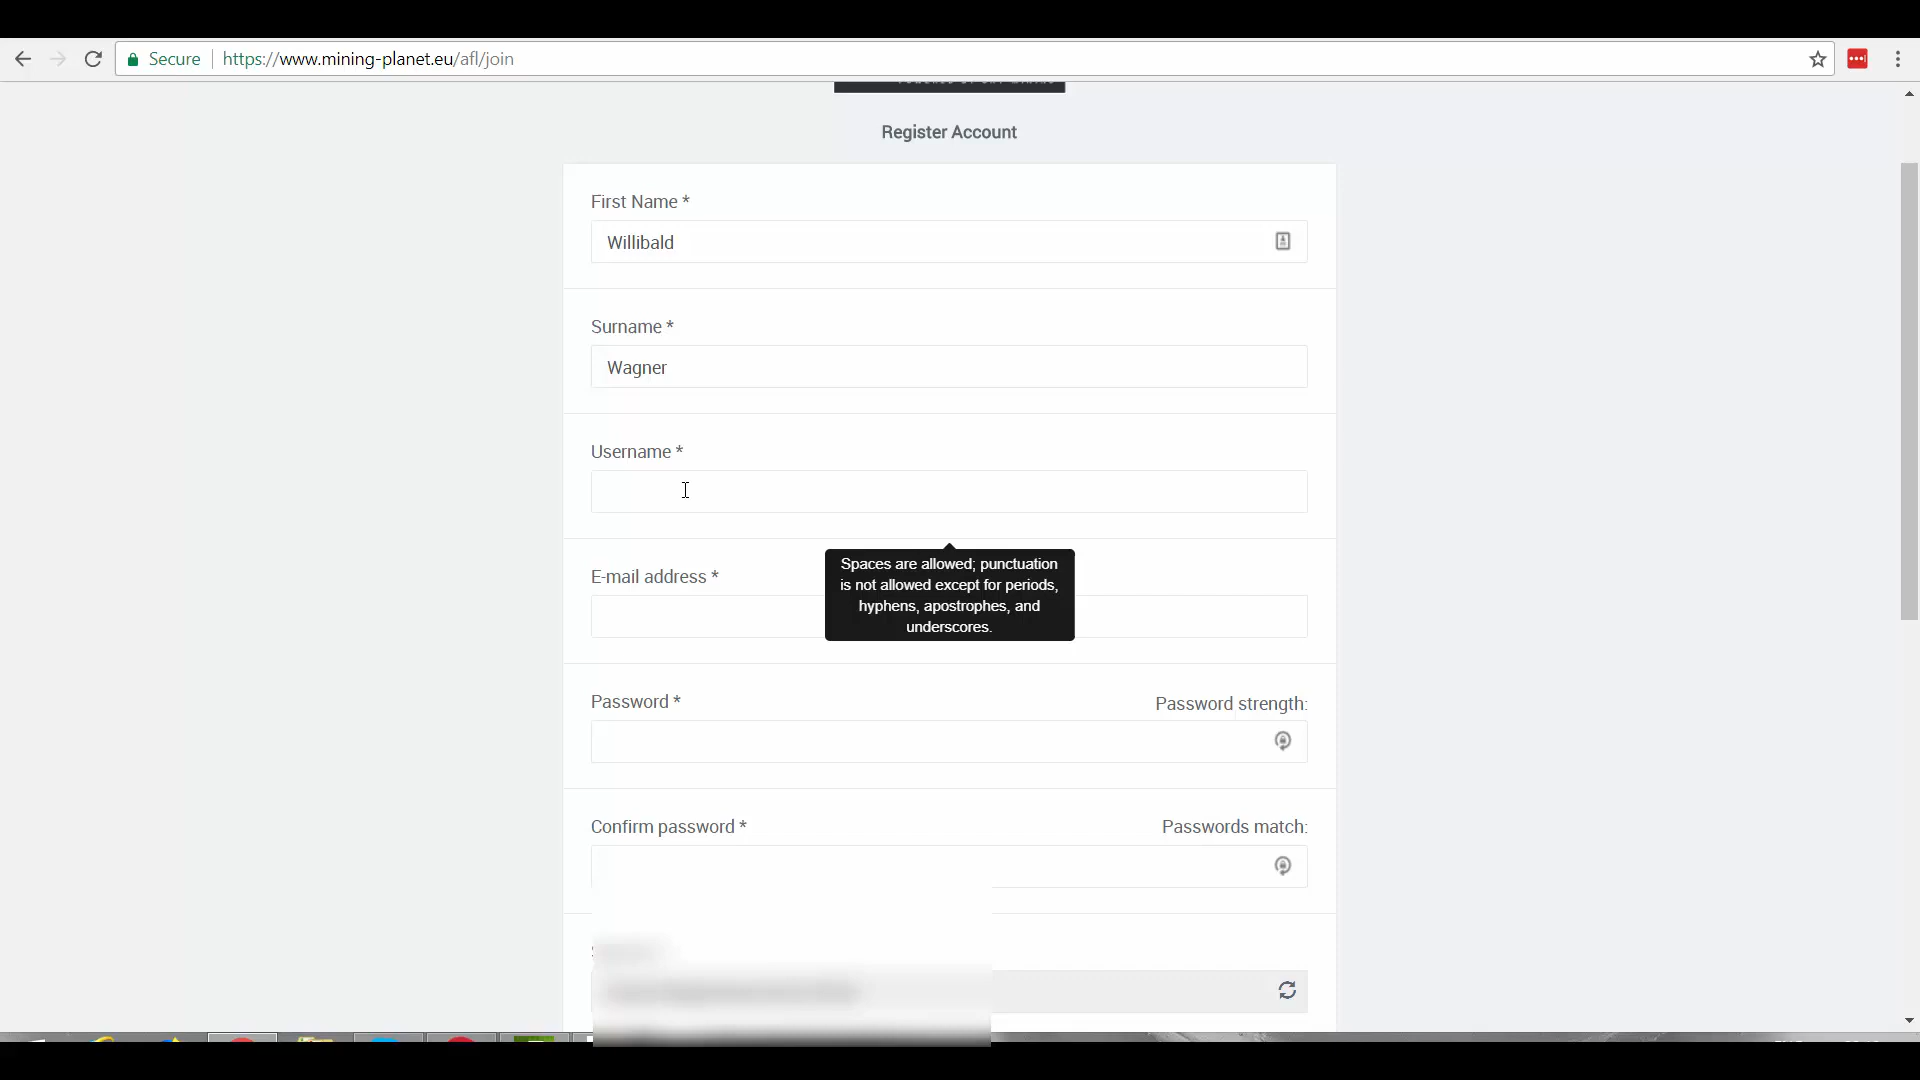 Secure
https://www.mining-planet.eu/afl/join
Register Account
First Name *
Willibald
Surname *
Wagner
Username *
Spaces are allowed; punctuation
is not allowed except for periods,
hyphens, apostrophes, and
underscores.
E-mail address *
Password *
Password strength:
Confirm password *
Passwords match: